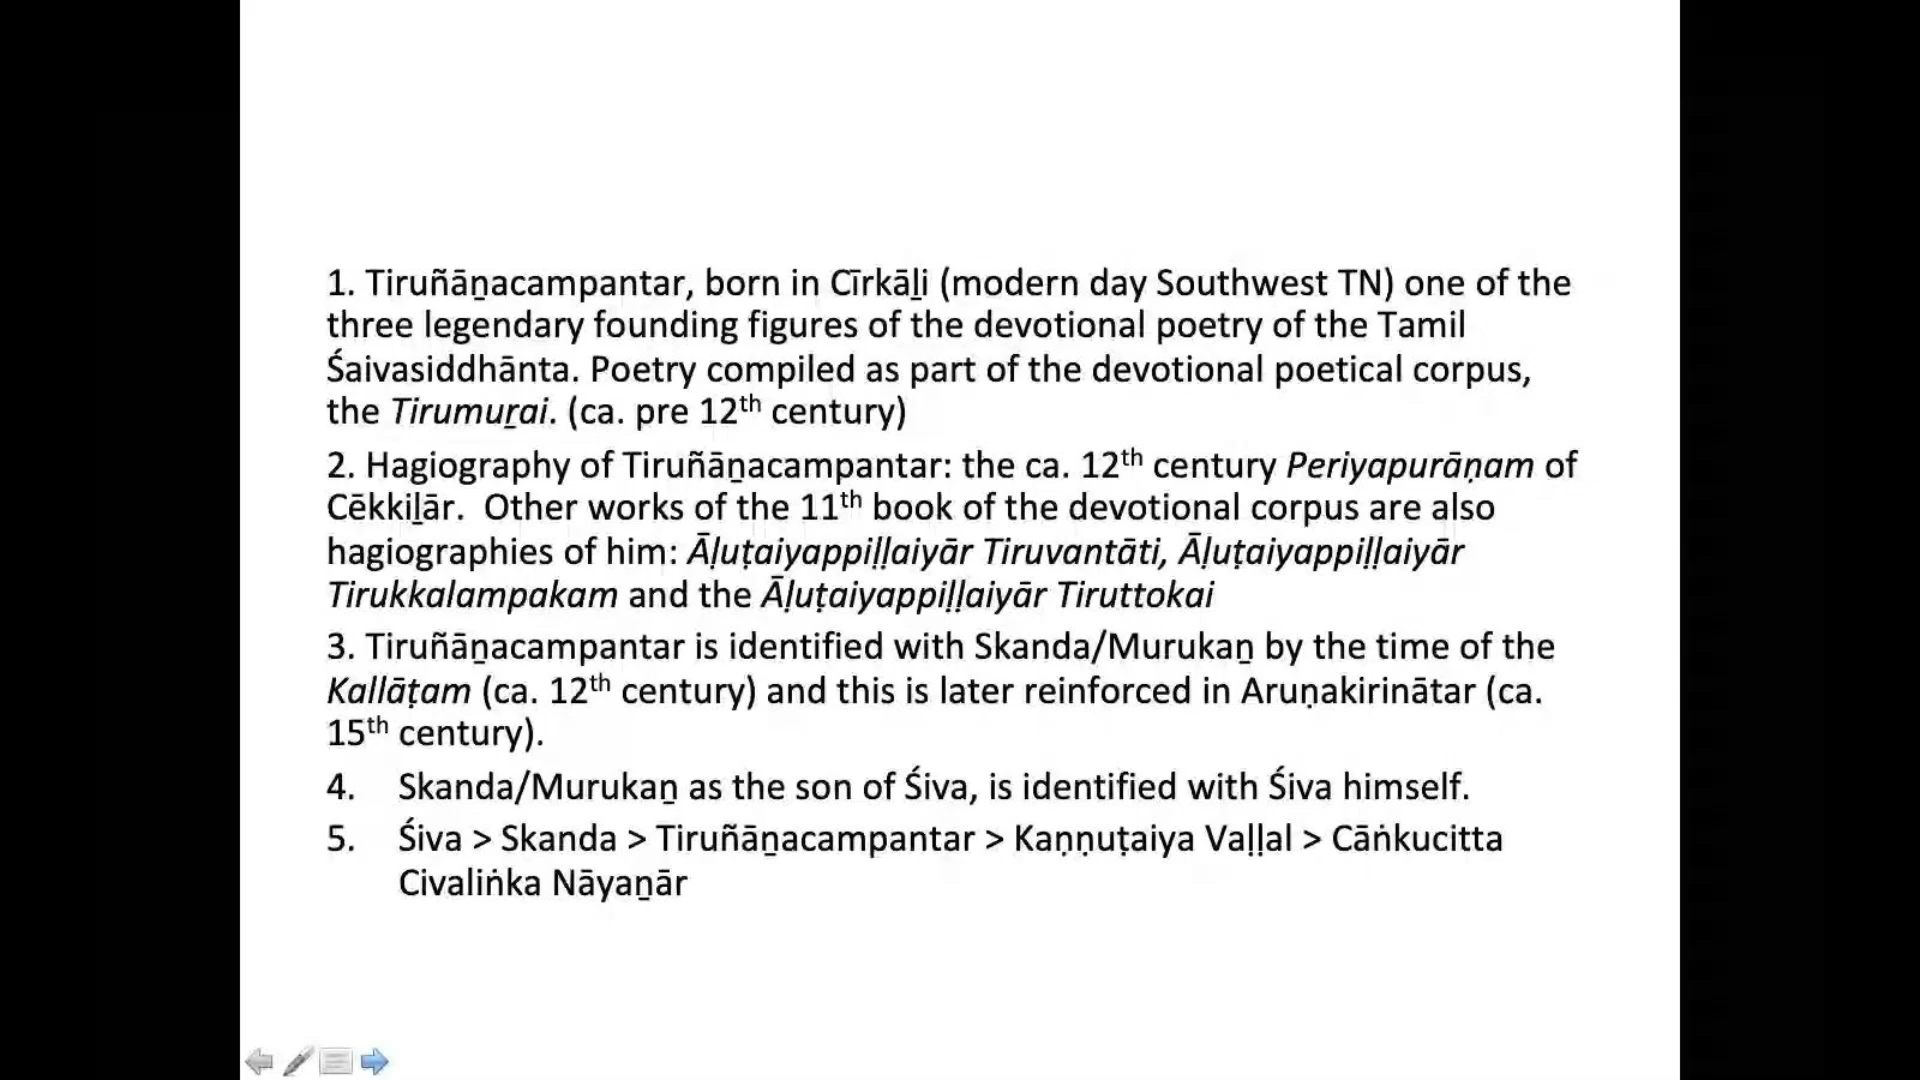 1. Tiruñāṉacampantar, born in Cīrkāḻi (modern day Southwest TN) one of the
three legendary founding figures of the devotional poetry of the Tamil
Śaivasiddhānta. Poetry compiled as part of the devotional poetical corpus,
the Tirumuṟai. (ca. pre 12th century)
2. Hagiography of Tiruñāṉacampantar: the ca. 12th century Periyapurāṇam of
Cēkkiḻār.  Other works of the 11th book of the devotional corpus are also
hagiographies of him: Āḷuṭaiyappiḷḷaiyār Tiruvantāti, Āḷuṭaiyappiḷḷaiyār
Tirukkalampakam and the Āḷuṭaiyappiḷḷaiyār Tiruttokai
3. Tiruñāṉacampantar is identified with Skanda/Murukaṉ by the time of the
Kallāṭam (ca. 12th century) and this is later reinforced in Aruṇakirinātar (ca.
15th century).
4. Skanda/Murukaṉ as the son of Śiva, is identified with Śiva himself.
5. Śiva > Skanda > Tiruñāṉacampantar > Kaṇṇuṭaiya Vaḷḷal > Cāṅkucitta
Civaliṅka Nāyaṉār